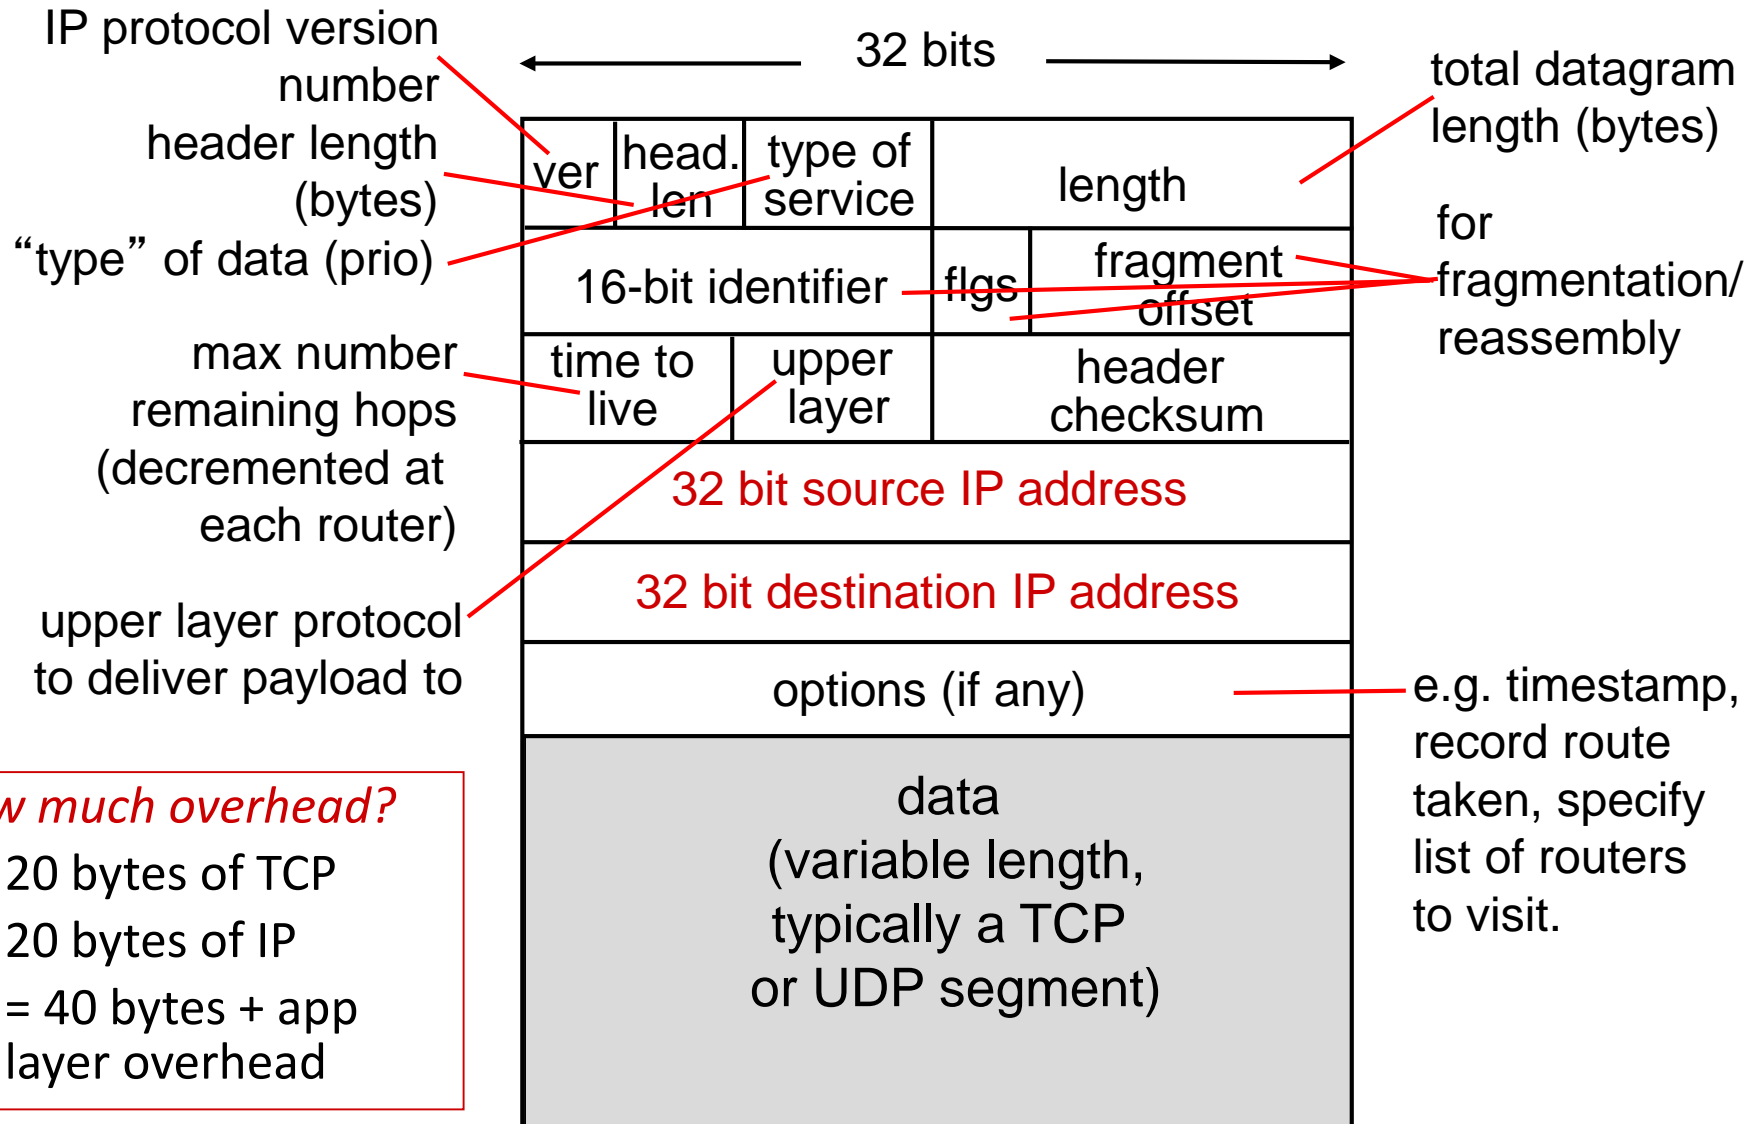 IP protocol version
number
32 bits
total datagram
length (bytes)
header length
(bytes)
ver
head.
len
type of
service
length
"type" of data (prio)
for
fragmentation/
reassembly
16-bit identifier
flgs
fragment
offset
max number
remaining hops
(decremented at
each router)
time to
live
upper
layer
header
checksum
32 bit source IP address
32 bit destination IP address
upper layer protocol
to deliver payload to
options (if any)
e.g. timestamp,
record route
taken, specify
list of routers
to visit.
data
(variable length,
typically a TCP
or UDP segment)
much overhead?
20 bytes of TCP
20 bytes of IP
= 40 bytes + app
layer overhead